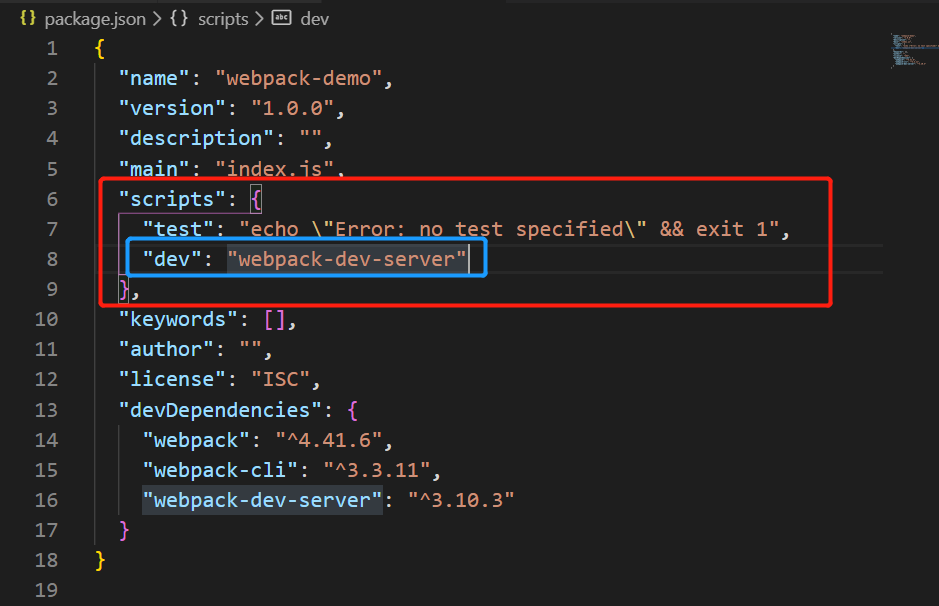 package.json > {} scripts > abc dev
1 {
2 "name": "webpack-demo",
3 "version": "1.0.0",
4 "description": "",
5 "main": "index.js",
6 "scripts": {
7 "test": "echo \"Error: no test specified\" && exit 1",
8 "dev": "webpack-dev-server"
9 },
10 "keywords": [],
11 "author": "",
12 "license": "ISC",
13 "devDependencies": {
14 "webpack": "^4.41.6",
15 "webpack-cli": "^3.3.11",
16 "webpack-dev-server": "^3.10.3"
17 }
18 }
19